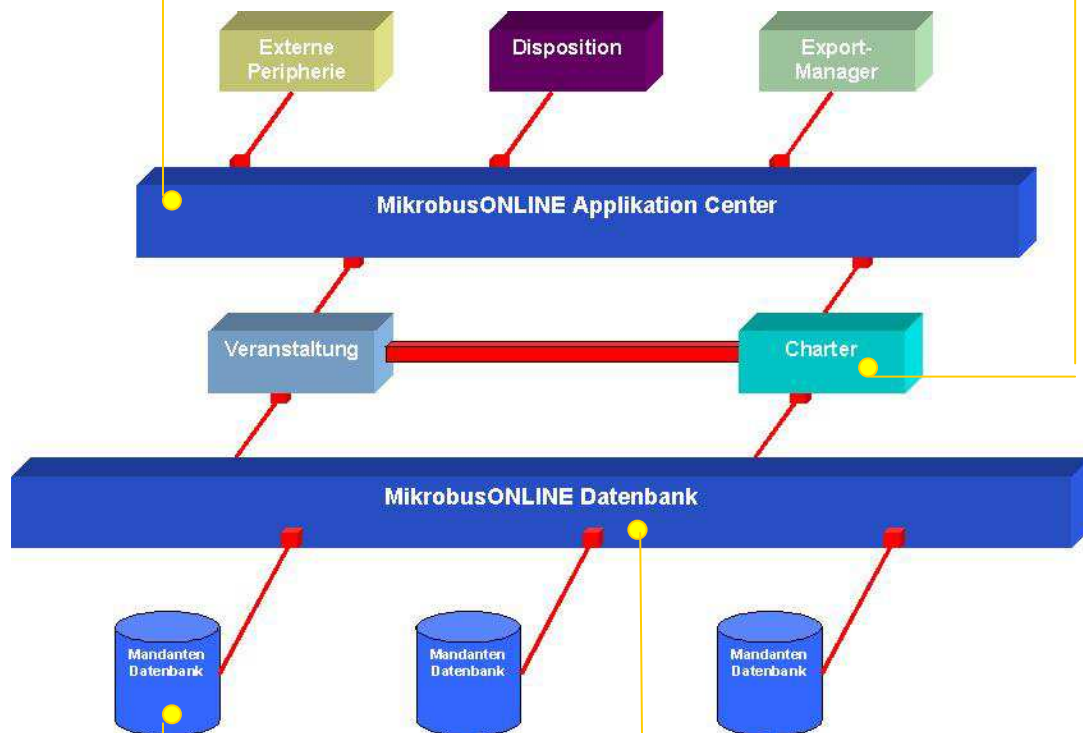 Externe
Peripherie
Disposition
Export-
Manager
MikrobusONLINE Applikation Center
Veranstaltung
Charter
MikrobusONLINE Datenbank
Mandanten
Datenbank
Mandanten
Datenbank
Mandanten
Datenbank